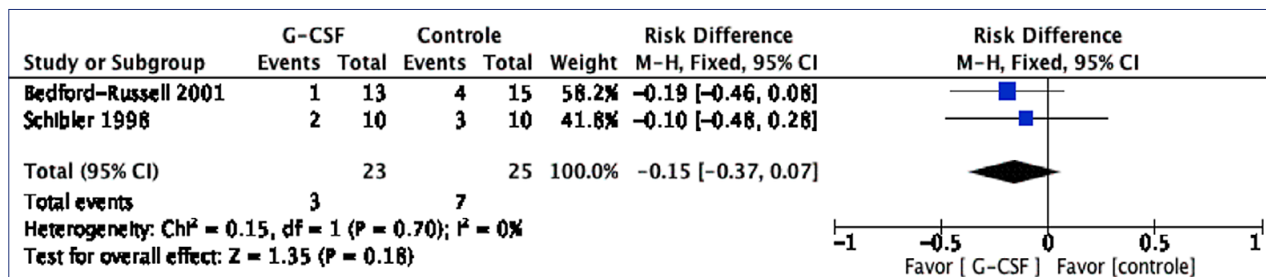 G-CSF Controle Risk Difference Risk Difference
Study or Subgroup Events Total Events Total Weight M-H, Fixed, 95% CI M-H, Fixed, 95% CI
Bedford-Russell 2001 1 13 4 15 58.2% -0.19 [-0.46, 0.08]
Schibler 1998 2 10 3 10 41.8% -0.10 [-0.48, 0.28]
Total (95% CI) 23 25 100.0% -0.15 [-0.37, 0.07]
Total events 3 7
Heterogeneity: Chi² = 0.15, df = 1 (P = 0.70); I² = 0%
Test for overall effect: Z = 1.35 (P = 0.18)
-1 -0.5 0 0.5 1
Favor [ G-CSF] Favor [controle]